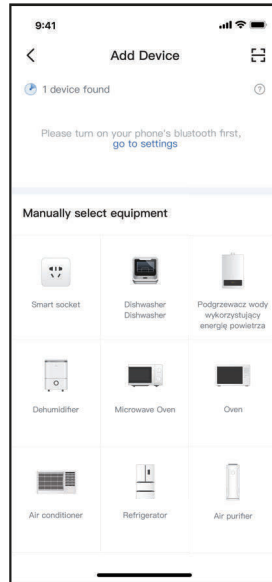 9:41
Add Device
1 device found
Please turn on your phone's blutooth first,
go to settings
Manually select equipment
Smart socket
Dishwasher
Dishwasher
Podgrzewacz wody
wykorzystujący
energię powietrza
Dehumidifier
Microwave Oven
Oven
Air conditioner
Refrigerator
Air purifier